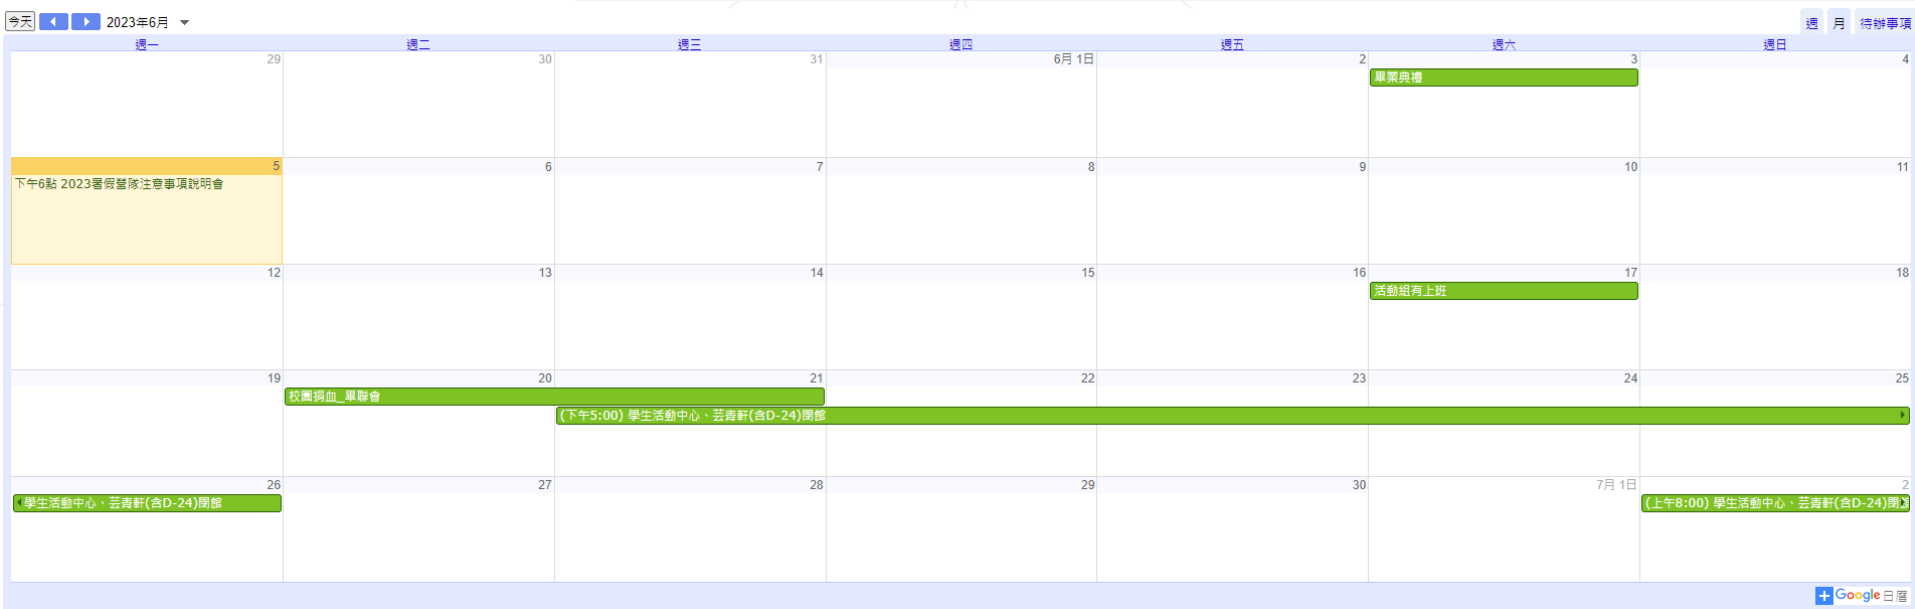 今天 2023年6月 週 月 待辦事項
週一 週二 週三 週四 週五 週六 週日
29 30 31 6月 1日 2 3 4
畢業典禮
5 6 7 8 9 10 11
下午6點 2023暑假營隊注意事項說明會
12 13 14 15 16 17 18
活動組有上班
19 20 21 22 23 24 25
校園捐血_畢聯會
(下午5:00) 學生活動中心、芸青軒(含D-24)閉館
26 27 28 29 30 7月 1日 2
學生活動中心、芸青軒(含D-24)閉館 (上午8:00) 學生活動中心、芸青軒(含D-24)閉
Google 日曆